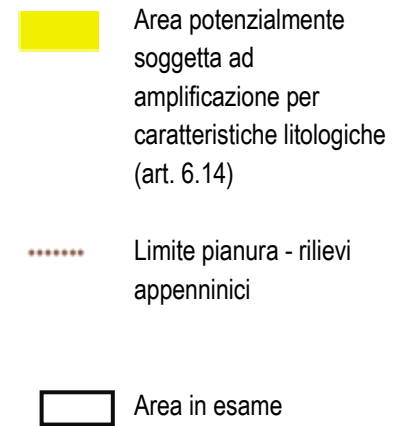 Area potenzialmente
soggetta ad
amplificazione per
caratteristiche litologiche
(art. 6.14)
Limite pianura - rilievi
appenninici
Area in esame